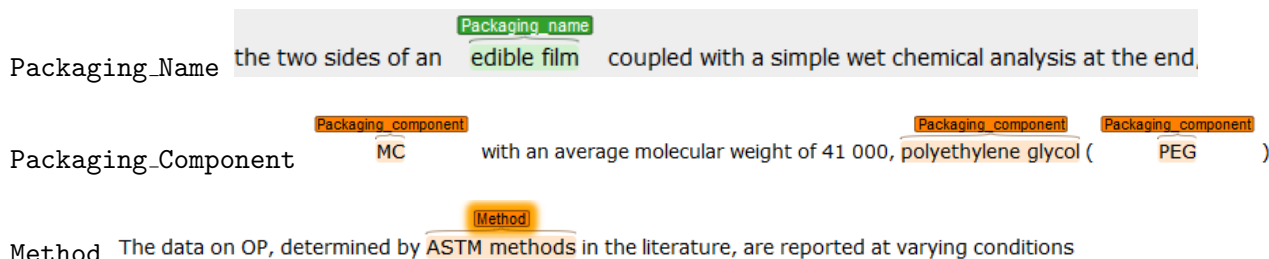 Packaging_name
Packaging_Name the two sides of an edible film coupled with a simple wet chemical analysis at the end,
Packaging_component Packaging_component Packaging_component
Packaging_Component MC with an average molecular weight of 41 000, polyethylene glycol ( PEG )
Method
Method The data on OP, determined by ASTM methods in the literature, are reported at varying conditions